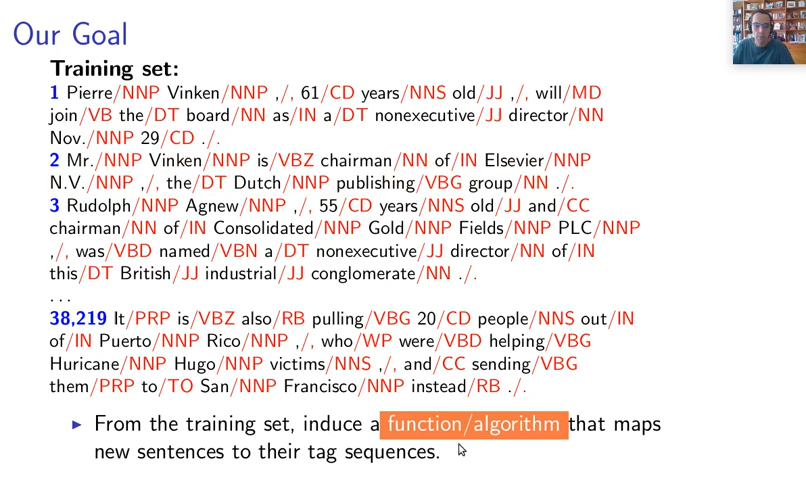 Our Goal
Training set:
1 Pierre/NNP Vinken/NNP ,/, 61/CD years/NNS old/JJ ,/, will/MD
join/VB the/DT board/NN as/IN a/DT nonexecutive/JJ director/NN
Nov./NNP 29/CD ./.
2 Mr./NNP Vinken/NNP is/VBZ chairman/NN of/IN Elsevier/NNP
N.V./NNP ,/, the/DT Dutch/NNP publishing/VBG group/NN ./.
3 Rudolph/NNP Agnew/NNP ,/, 55/CD years/NNS old/JJ and/CC
chairman/NN of/IN Consolidated/NNP Gold/NNP Fields/NNP PLC/NNP
,/, was/VBD named/VBN a/DT nonexecutive/JJ director/NN of/IN
this/DT British/JJ industrial/JJ conglomerate/NN ./.
...
38,219 It/PRP is/VBZ also/RB pulling/VBG 20/CD people/NNS out/IN
of/IN Puerto/NNP Rico/NNP ,/, who/WP were/VBD helping/VBG
Huricane/NNP Hugo/NNP victims/NNS ,/, and/CC sending/VBG
them/PRP to/TO San/NNP Francisco/NNP instead/RB ./.
► From the training set, induce a function/algorithm that maps
new sentences to their tag sequences.